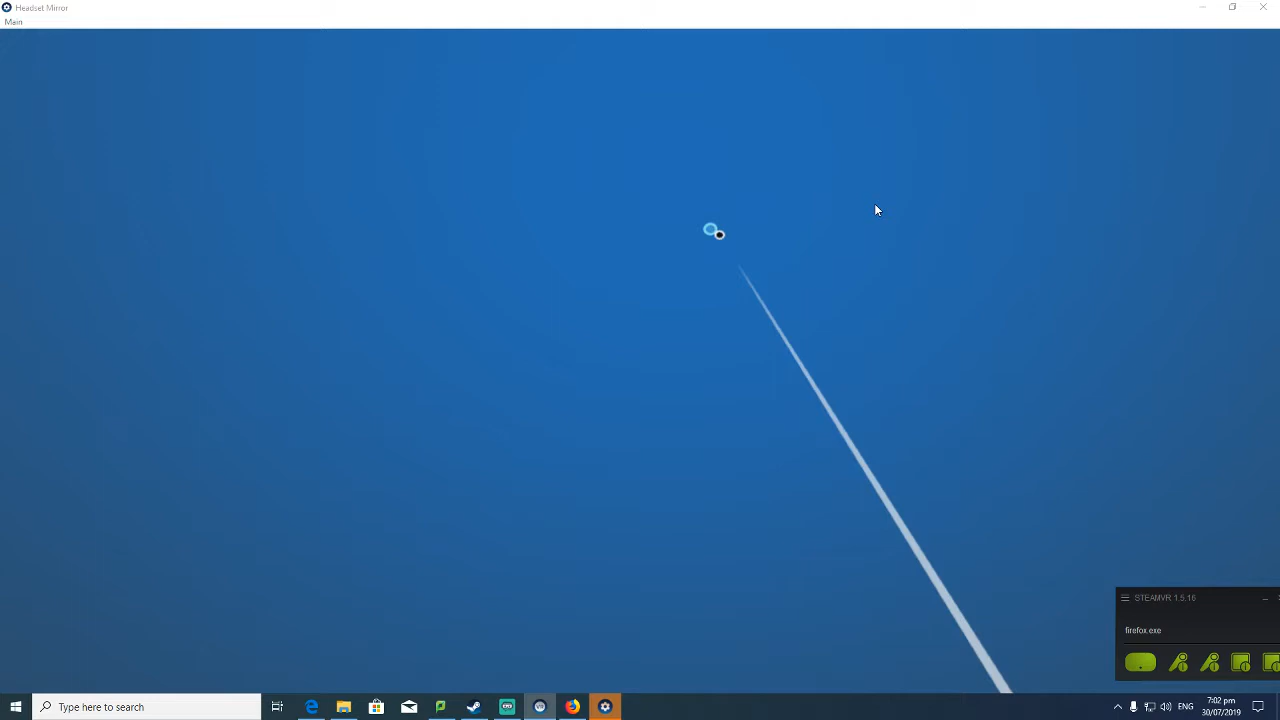 Headset Mirror
Main
STEAMVR 1.5.16
firefox.exe
Type here to search
ENG
7:02 pm
30/07/2019